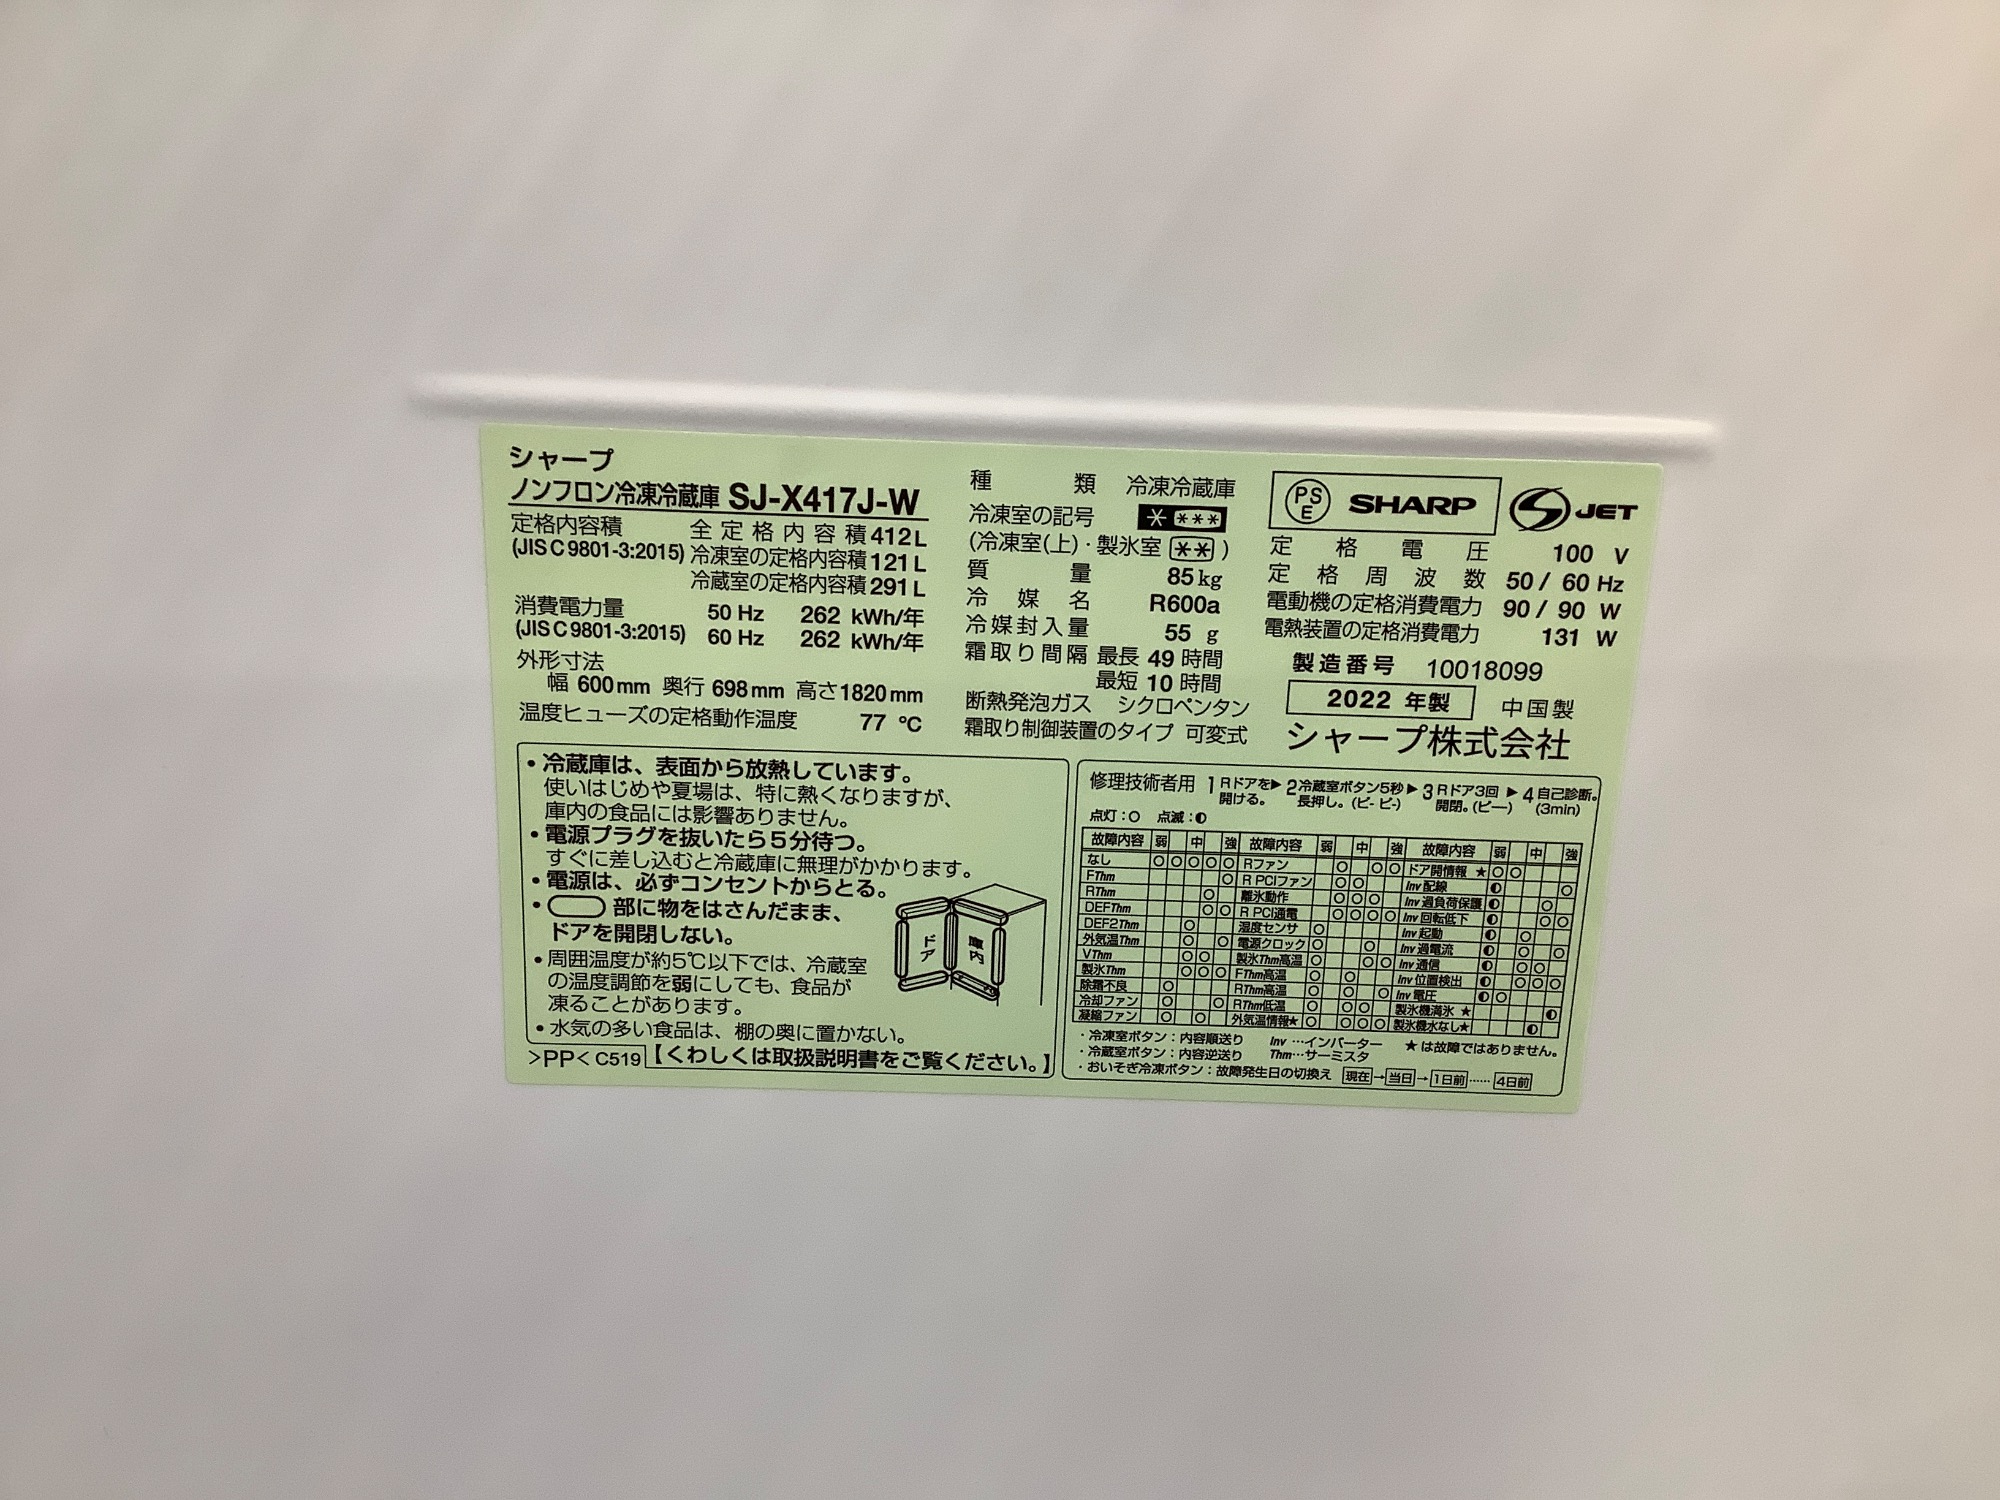 シャープ
ノンフロン冷凍冷蔵庫 SJ-X417J-W
定格内容積 全定格内容積 412 L
(JIS C 9801-3:2015) 冷凍室の定格内容積 121 L
冷蔵室の定格内容積 291 L
消費電力量 50 Hz 262 kWh/年
(JIS C 9801-3:2015) 60 Hz 262 kWh/年
外形寸法
幅 600 mm 奥行 698 mm 高さ 1820 mm
温度ヒューズの定格動作温度 77 ℃
種類 冷凍冷蔵庫
冷凍室の記号 * ***
(冷凍室(上)・製氷室 ** )
質量 85 kg
冷媒名 R600a
冷媒封入量 55 g
霜取り間隔 最長 49 時間
最短 10 時間
断熱発泡ガス シクロペンタン
霜取り制御装置のタイプ 可変式
PSE SHARP S JET
定格電圧 100 V
定格周波数 50 / 60 Hz
電動機の定格消費電力 90 / 90 W
電熱装置の定格消費電力 131 W
製造番号 10018099
2022 年製 中国製
シャープ株式会社
・冷蔵庫は、表面から放熱しています。
使いはじめや夏場は、特に熱くなりますが、
庫内の食品には影響ありません。
・電源プラグを抜いたら5分待つ。
すぐに差し込むと冷蔵庫に無理がかかります。
・電源は、必ずコンセントからとる。
・ 部に物をはさんだまま、
ドアを開閉しない。
・周囲温度が約5℃以下では、冷蔵室
の温度調節を弱にしても、食品が
凍ることがあります。
・水気の多い食品は、棚の奥に置かない。
ドア 庫内
>PP< C519 【くわしくは取扱説明書をご覧ください。】
修理技術者用 1 Rドアを開ける。 ▶ 2 冷蔵室ボタン5秒長押し。(ピ- ピ-) ▶ 3 Rドア3回開閉。(ピー) ▶ 4 自己診断。(3min)
点灯:○ 点滅:◐
故障内容 弱 中 強 故障内容 弱 中 強 故障内容 弱 中 強
なし ○ ○ ○ ○ ○ Rファン ○ ○ ○ ドア開情報 ★ ○ ○
FThm ○ R PCIファン ○ ○ Inv 配線 ◐ ○
RThm ○ 離氷動作 ○ ○ ○ Inv 過負荷保護 ◐ ○
DEFThm ○ ○ R PCI通電 ○ ○ ○ ○ Inv 回転低下 ◐ ○ ○
DEF2Thm ○ 湿度センサ ○ Inv 起動 ◐ ○
外気温Thm ○ ○ 電源クロック ○ ○ Inv 過電流 ◐ ○ ○
VThm ○ ○ 製氷Thm高温 ○ ○ ○ Inv 通信 ◐ ○ ○
製氷Thm ○ ○ ○ FThm高温 ○ ○ Inv 位置検出 ◐ ○ ○ ○
除霜不良 ○ RThm高温 ○ ○ ○ Inv 電圧 ◐ ○
冷却ファン ○ ○ RThm低温 ○ ○ ○ 製氷機満氷 ★ ◐
凝縮ファン ○ ○ 外気温情報★ ○ ○ ○ ○ 製氷機水なし★ ◐
・冷凍室ボタン:内容順送り Inv …インバーター ★は故障ではありません。
・冷蔵室ボタン:内容逆送り Thm…サーミスタ
・おいそぎ冷凍ボタン:故障発生日の切換え 現在→当日→1日前……4日前